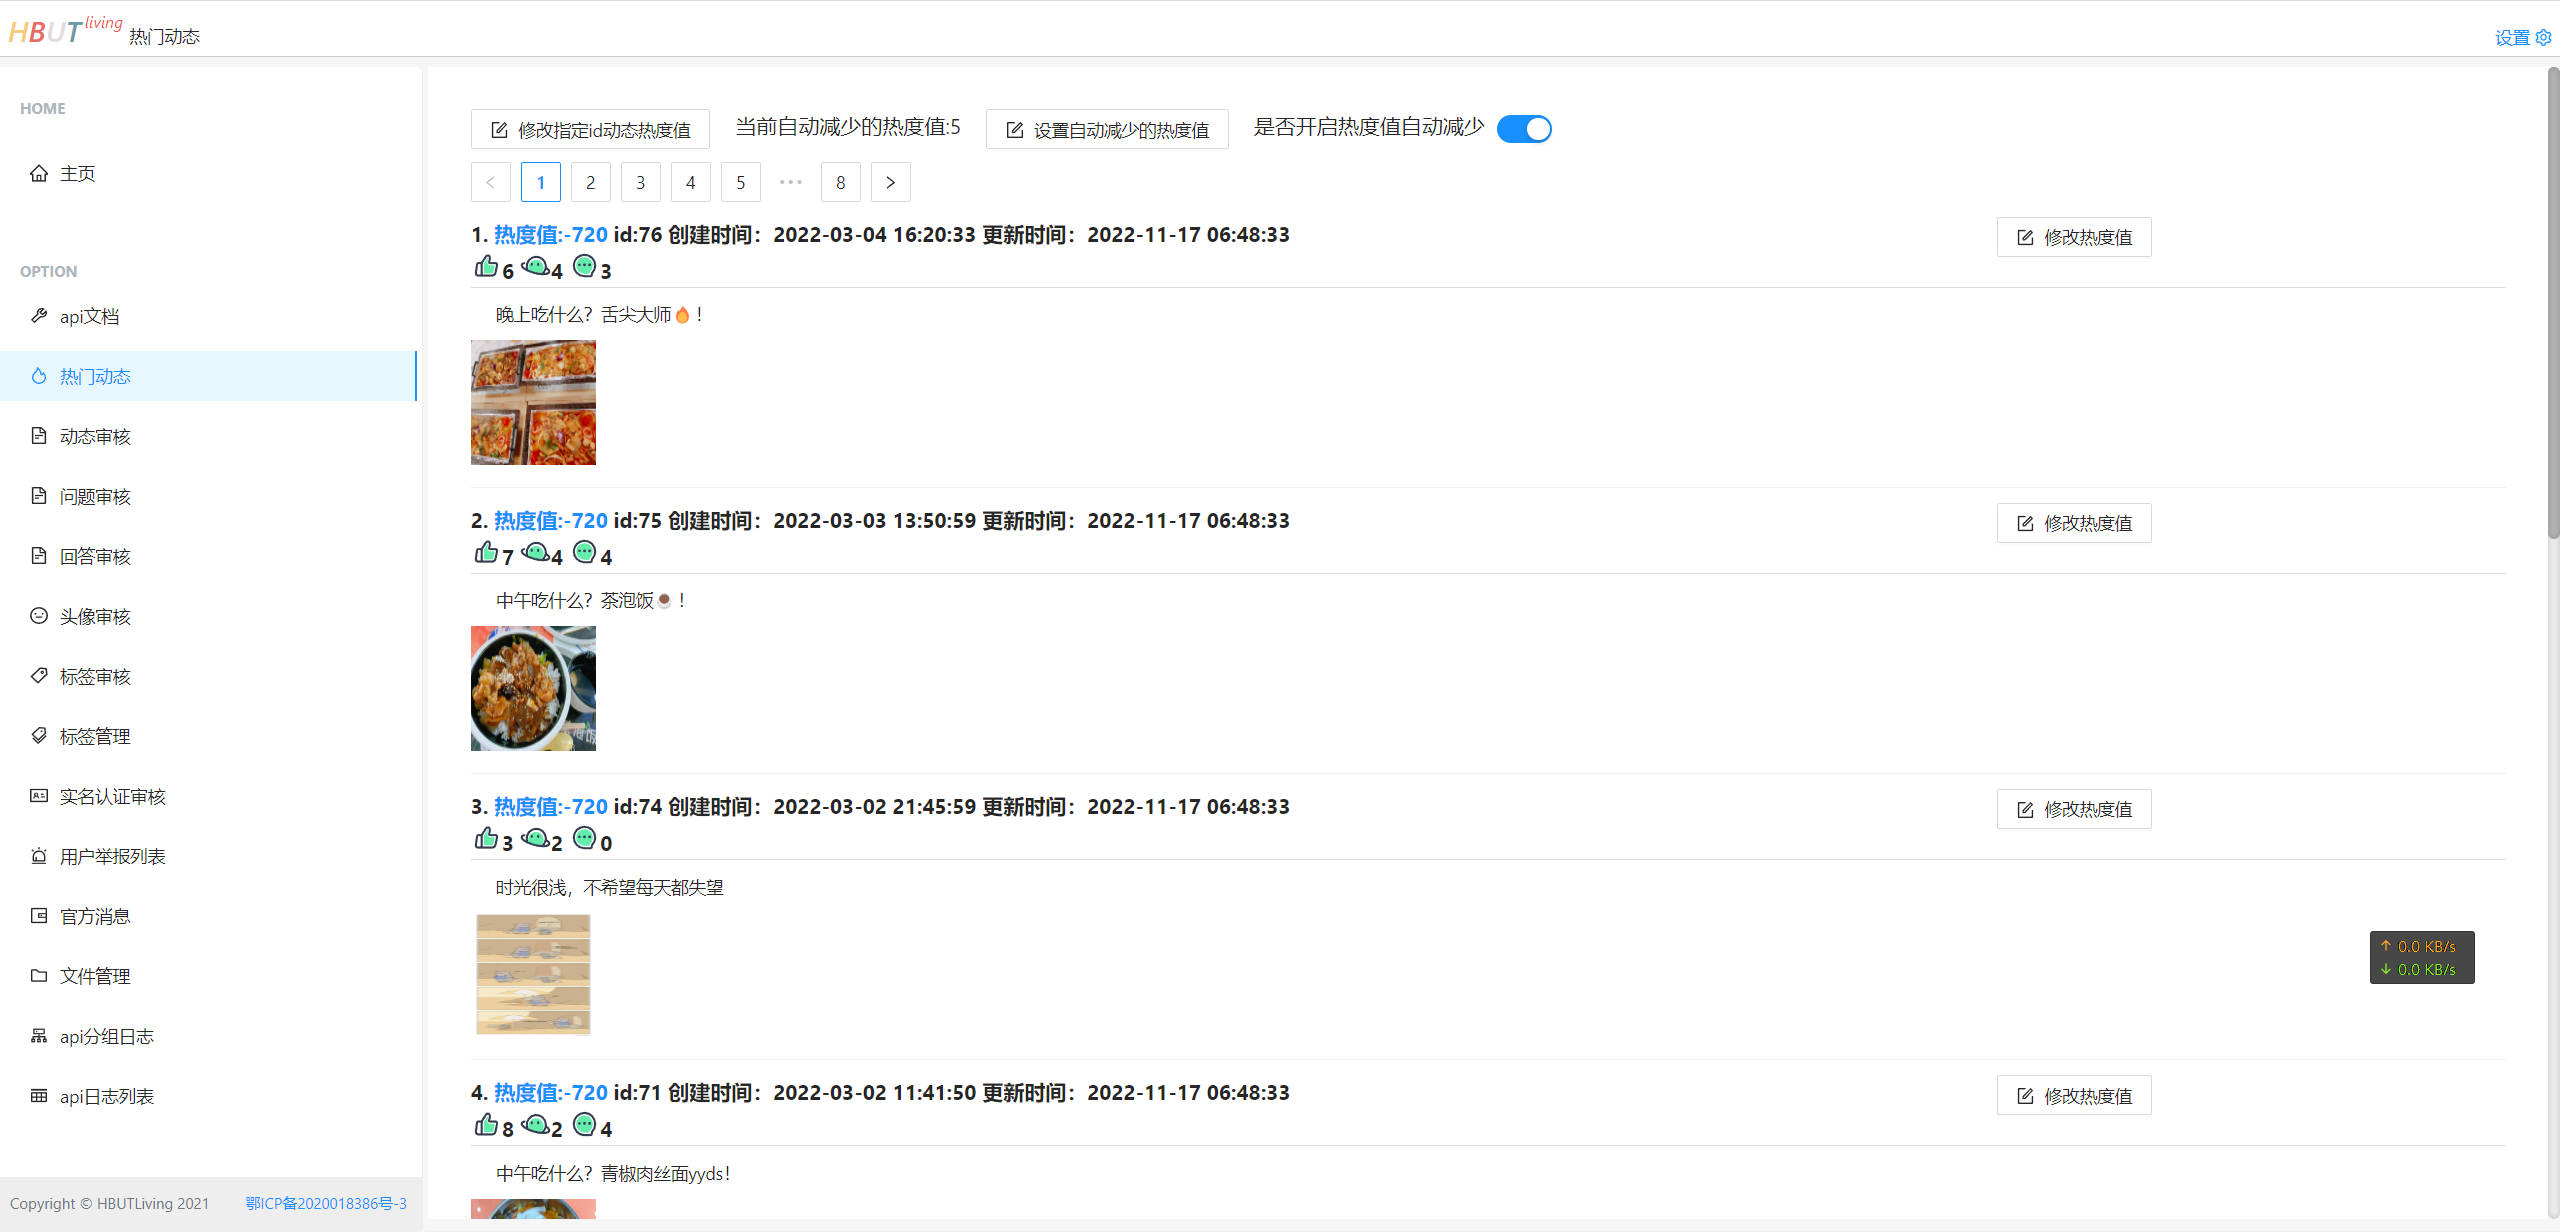 HBUT living 热门动态
设置
HOME
主页
OPTION
api文档
热门动态
动态审核
问题审核
回答审核
头像审核
标签审核
标签管理
实名认证审核
用户举报列表
官方消息
文件管理
api分组日志
api日志列表
Copyright © HBUTLiving 2021 鄂ICP备2020018386号-3
修改指定id动态热度值 当前自动减少的热度值:5 设置自动减少的热度值 是否开启热度值自动减少
1 2 3 4 5 ••• 8
1. 热度值:-720 id:76 创建时间：2022-03-04 16:20:33 更新时间：2022-11-17 06:48:33 修改热度值
6 4 3
晚上吃什么？舌尖大师🔥！
2. 热度值:-720 id:75 创建时间：2022-03-03 13:50:59 更新时间：2022-11-17 06:48:33 修改热度值
7 4 4
中午吃什么？茶泡饭☕！
3. 热度值:-720 id:74 创建时间：2022-03-02 21:45:59 更新时间：2022-11-17 06:48:33 修改热度值
3 2 0
时光很浅，不希望每天都失望
↑ 0.0 KB/s
↓ 0.0 KB/s
4. 热度值:-720 id:71 创建时间：2022-03-02 11:41:50 更新时间：2022-11-17 06:48:33 修改热度值
8 2 4
中午吃什么？青椒肉丝面yyds！